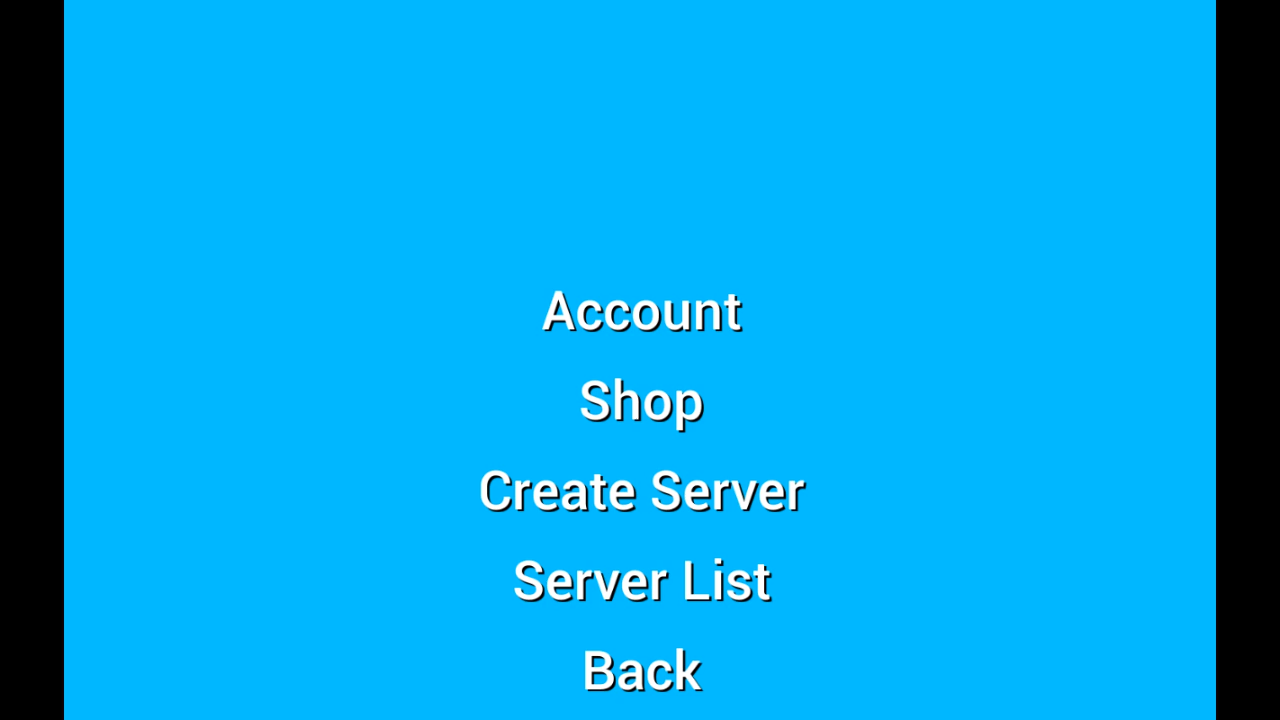 Account
Shop
Create Server
Server List
Back